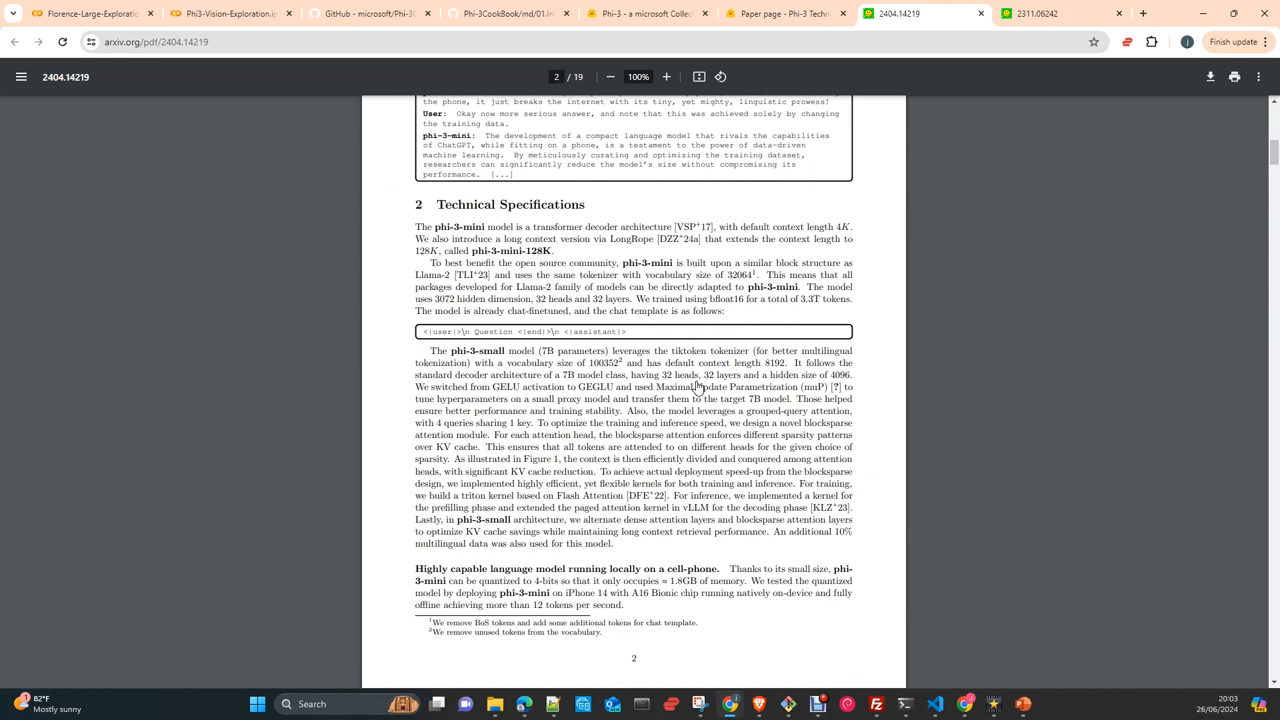 Florence-Large-Exploration
Phi3-Vision-Exploration.ip
GitHub - microsoft/Phi-3C
Phi3CookBook/md/01.Int
Phi-3 - a microsoft Collec
Paper page - Phi-3 Techn
2404.14219
2311.06242
arxiv.org/pdf/2404.14219
Finish update
2404.14219
2 / 19
100%
the phone, it just breaks the internet with its tiny, yet mighty, linguistic prowess!
User: Okay now more serious answer, and note that this was achieved solely by changing
the training data.
phi-3-mini: The development of a compact language model that rivals the capabilities
of ChatGPT, while fitting on a phone, is a testament to the power of data-driven
machine learning. By meticulously curating and optimizing the training dataset,
researchers can significantly reduce the model's size without compromising its
performance. [...]
2 Technical Specifications
The phi-3-mini model is a transformer decoder architecture [VSP+17], with default context length 4K.
We also introduce a long context version via LongRope [DZZ+24a] that extends the context length to
128K, called phi-3-mini-128K.
To best benefit the open source community, phi-3-mini is built upon a similar block structure as
Llama-2 [TLI+23] and uses the same tokenizer with vocabulary size of 32064¹. This means that all
packages developed for Llama-2 family of models can be directly adapted to phi-3-mini. The model
uses 3072 hidden dimension, 32 heads and 32 layers. We trained using bfloat16 for a total of 3.3T tokens.
The model is already chat-finetuned, and the chat template is as follows:
<|user|>\n Question <|end|>\n <|assistant|>
The phi-3-small model (7B parameters) leverages the tiktoken tokenizer (for better multilingual
tokenization) with a vocabulary size of 100352² and has default context length 8192. It follows the
standard decoder architecture of a 7B model class, having 32 heads, 32 layers and a hidden size of 4096.
We switched from GELU activation to GEGLU and used Maximal Update Parametrization (muP) [?] to
tune hyperparameters on a small proxy model and transfer them to the target 7B model. Those helped
ensure better performance and training stability. Also, the model leverages a grouped-query attention,
with 4 queries sharing 1 key. To optimize the training and inference speed, we design a novel blocksparse
attention module. For each attention head, the blocksparse attention enforces different sparsity patterns
over KV cache. This ensures that all tokens are attended to on different heads for the given choice of
sparsity. As illustrated in Figure 1, the context is then efficiently divided and conquered among attention
heads, with significant KV cache reduction. To achieve actual deployment speed-up from the blocksparse
design, we implemented highly efficient, yet flexible kernels for both training and inference. For training,
we build a triton kernel based on Flash Attention [DFE+22]. For inference, we implemented a kernel for
the prefilling phase and extended the paged attention kernel in vLLM for the decoding phase [KLZ+23].
Lastly, in phi-3-small architecture, we alternate dense attention layers and blocksparse attention layers
to optimize KV cache savings while maintaining long context retrieval performance. An additional 10%
multilingual data was also used for this model.
Highly capable language model running locally on a cell-phone. Thanks to its small size, phi-
3-mini can be quantized to 4-bits so that it only occupies ≈ 1.8GB of memory. We tested the quantized
model by deploying phi-3-mini on iPhone 14 with A16 Bionic chip running natively on-device and fully
offline achieving more than 12 tokens per second.
¹We remove BoS tokens and add some additional tokens for chat template.
²We remove unused tokens from the vocabulary.
2
82°F
Mostly sunny
Search
20:03
26/06/2024